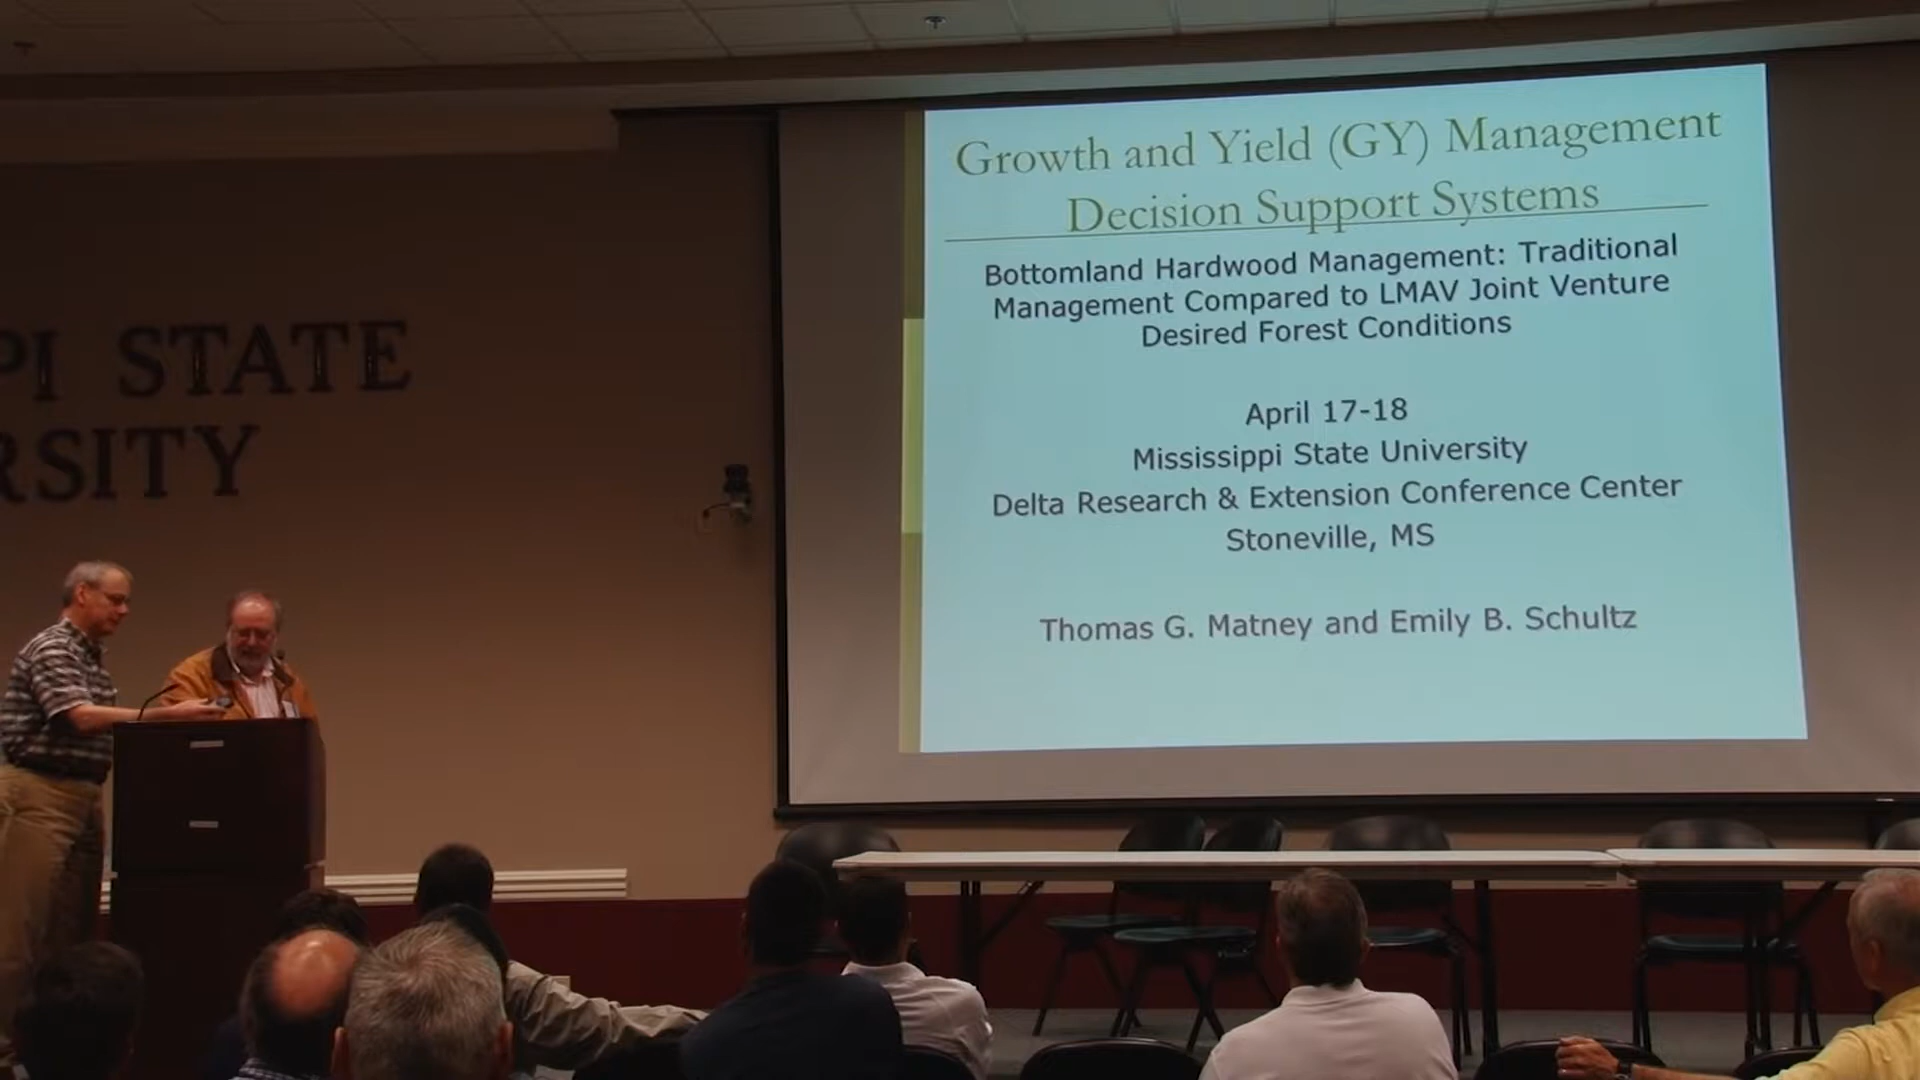 PI STATE
RSITY
Growth and Yield (GY) Management
Decision Support Systems
Bottomland Hardwood Management: Traditional
Management Compared to LMAV Joint Venture
Desired Forest Conditions
April 17-18
Mississippi State University
Delta Research & Extension Conference Center
Stoneville, MS
Thomas G. Matney and Emily B. Schultz